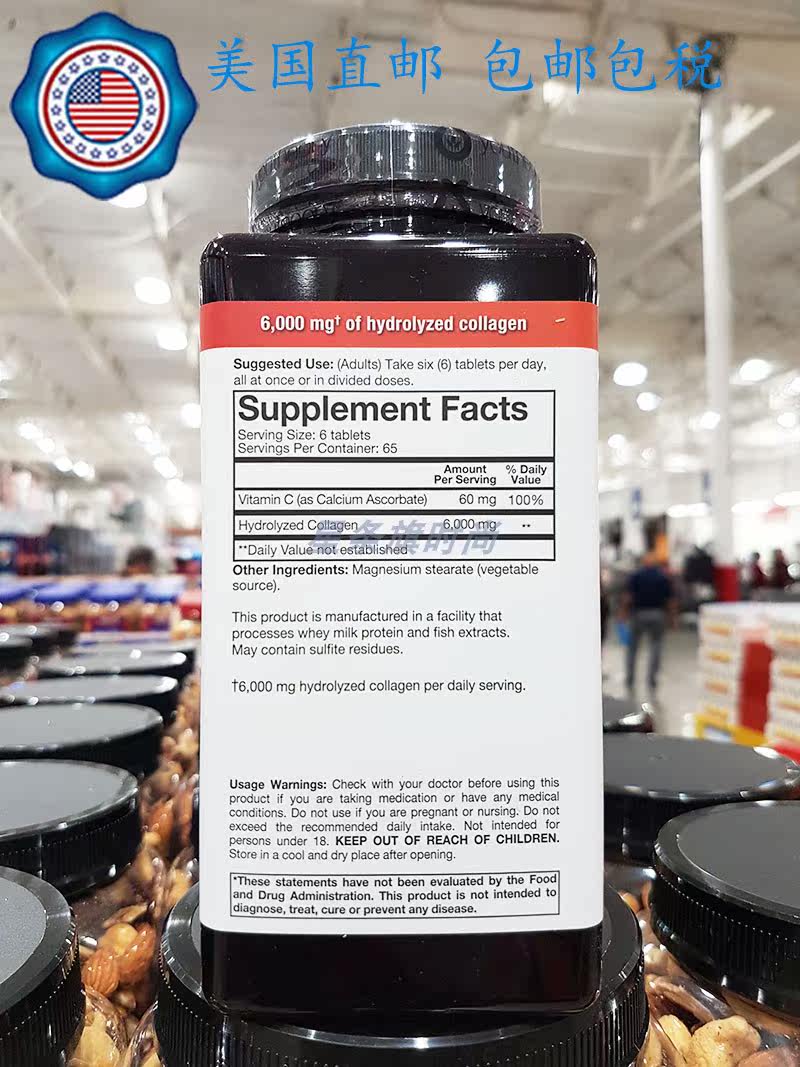 美国直邮 包邮包税
6,000 mg† of hydrolyzed collagen
Suggested Use: (Adults) Take six (6) tablets per day,
all at once or in divided doses.
Supplement Facts
Serving Size: 6 tablets
Servings Per Container: 65
Amount Per Serving % Daily Value
Vitamin C (as Calcium Ascorbate) 60 mg 100%
Hydrolyzed Collagen 6,000 mg **
星条旗时尚
**Daily Value not established
Other Ingredients: Magnesium stearate (vegetable
source).
This product is manufactured in a facility that
processes whey milk protein and fish extracts.
May contain sulfite residues.
†6,000 mg hydrolyzed collagen per daily serving.
Usage Warnings: Check with your doctor before using this
product if you are taking medication or have any medical
conditions. Do not use if you are pregnant or nursing. Do not
exceed the recommended daily intake. Not intended for
persons under 18. KEEP OUT OF REACH OF CHILDREN.
Store in a cool and dry place after opening.
*These statements have not been evaluated by the Food
and Drug Administration. This product is not intended to
diagnose, treat, cure or prevent any disease.